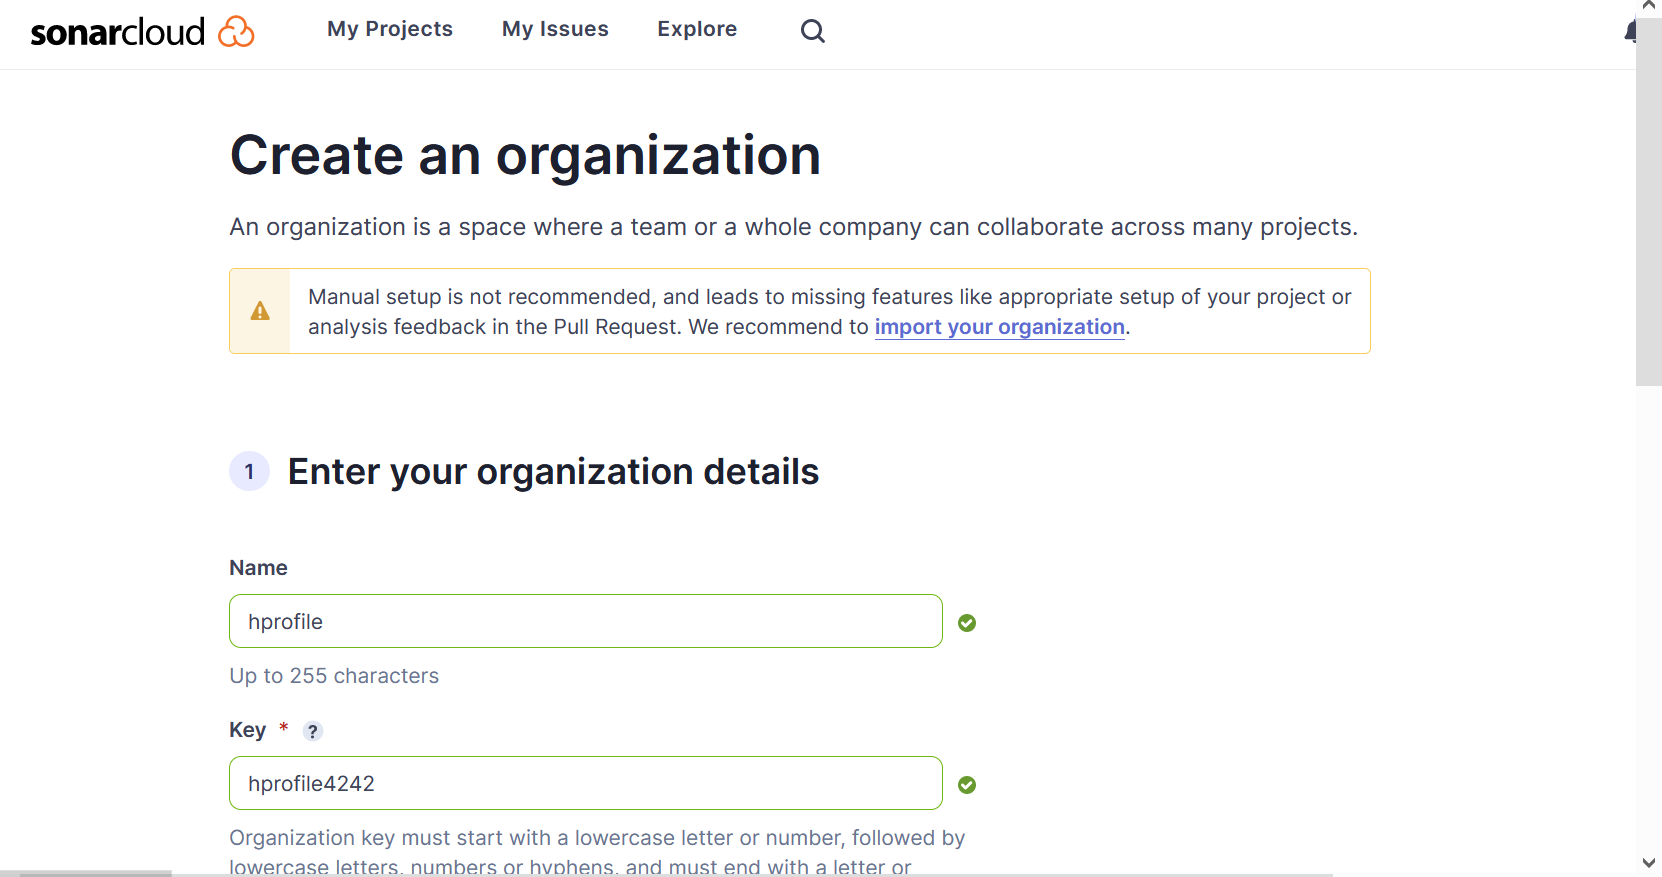 sonarcloud My Projects My Issues Explore
Create an organization
An organization is a space where a team or a whole company can collaborate across many projects.
Manual setup is not recommended, and leads to missing features like appropriate setup of your project or
analysis feedback in the Pull Request. We recommend to import your organization.
1 Enter your organization details
Name
hprofile
Up to 255 characters
Key * ?
hprofile4242
Organization key must start with a lowercase letter or number, followed by
lowercase letters, numbers or hyphens, and must end with a letter or